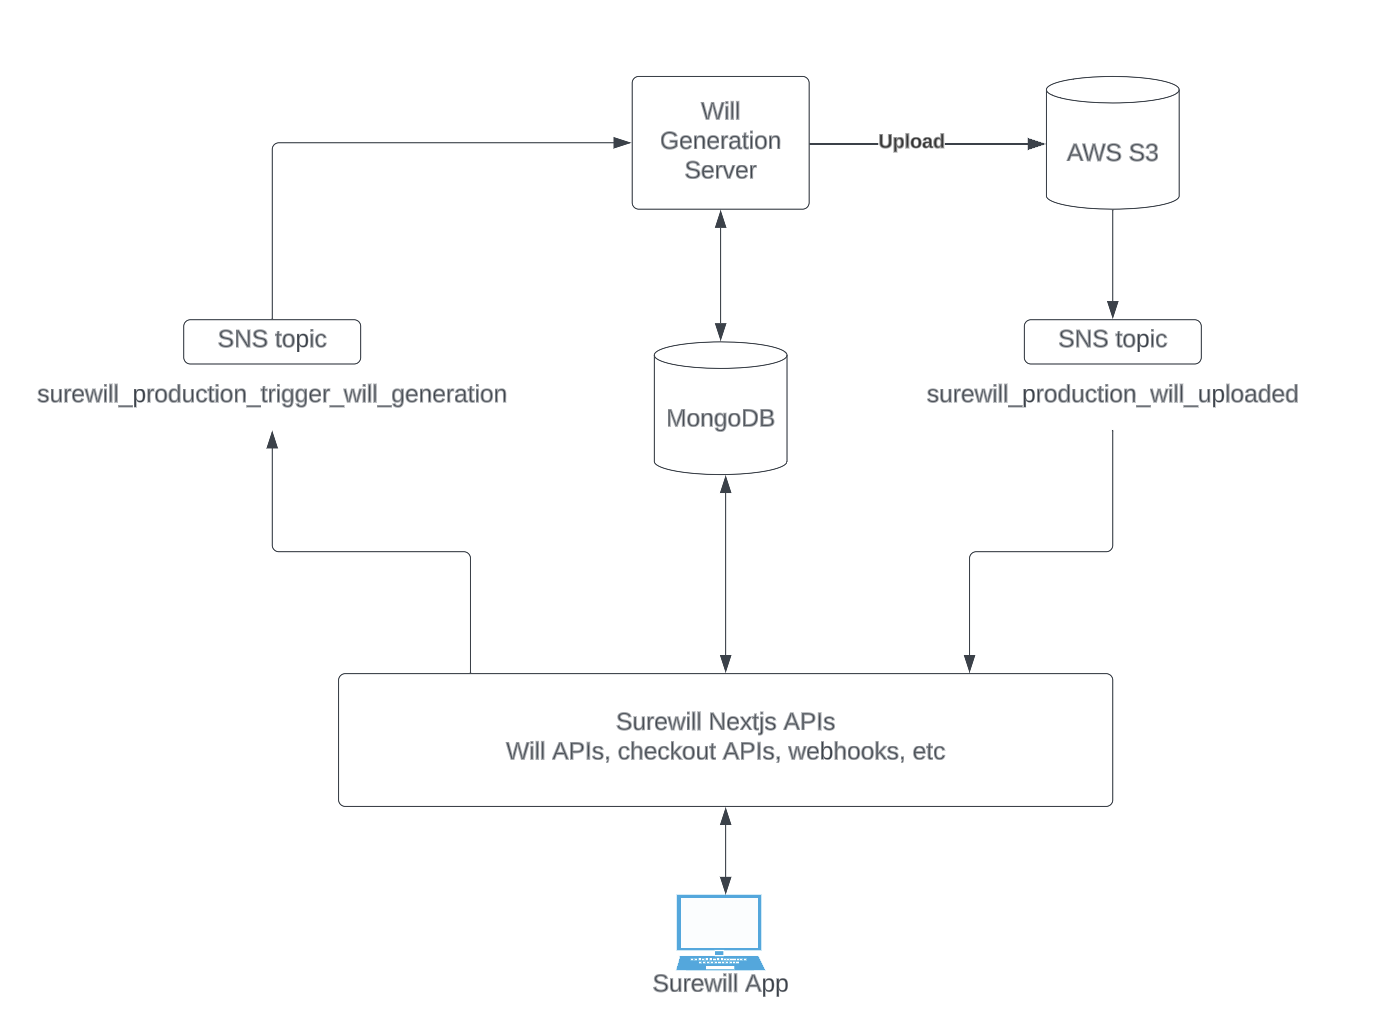 Will
Generation
Server
Upload
AWS S3
SNS topic
surewill_production_trigger_will_generation
SNS topic
surewill_production_will_uploaded
MongoDB
Surewill Nextjs APIs
Will APIs, checkout APIs, webhooks, etc
Surewill App